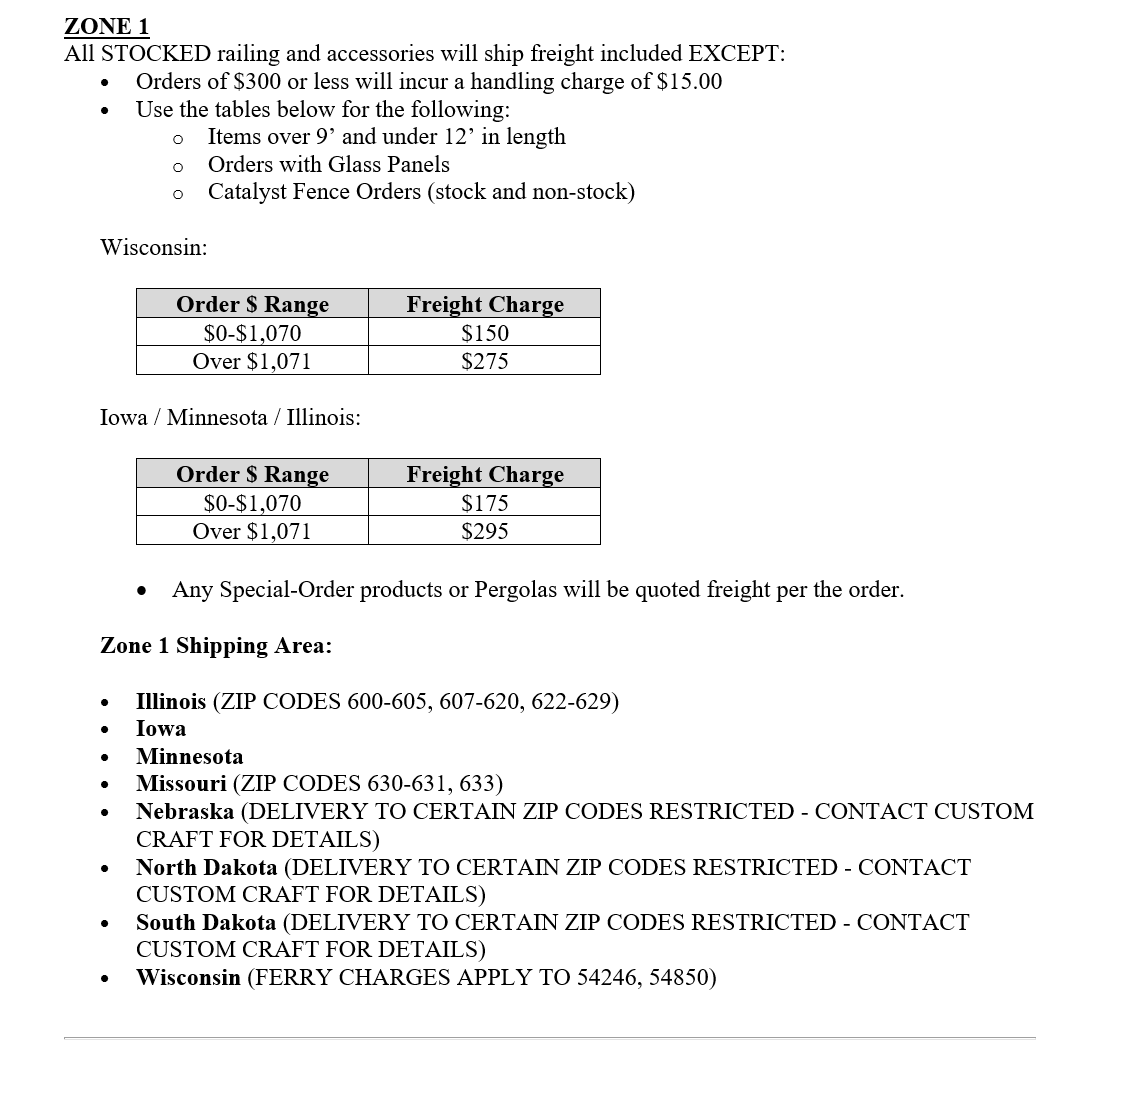 ZONE 1
All STOCKED railing and accessories will ship freight included EXCEPT:
• Orders of $300 or less will incur a handling charge of $15.00
• Use the tables below for the following:
o Items over 9’ and under 12’ in length
o Orders with Glass Panels
o Catalyst Fence Orders (stock and non-stock)
Wisconsin:
Order $ Range Freight Charge
$0-$1,070 $150
Over $1,071 $275
Iowa / Minnesota / Illinois:
Order $ Range Freight Charge
$0-$1,070 $175
Over $1,071 $295
• Any Special-Order products or Pergolas will be quoted freight per the order.
Zone 1 Shipping Area:
• Illinois (ZIP CODES 600-605, 607-620, 622-629)
• Iowa
• Minnesota
• Missouri (ZIP CODES 630-631, 633)
• Nebraska (DELIVERY TO CERTAIN ZIP CODES RESTRICTED - CONTACT CUSTOM
CRAFT FOR DETAILS)
• North Dakota (DELIVERY TO CERTAIN ZIP CODES RESTRICTED - CONTACT
CUSTOM CRAFT FOR DETAILS)
• South Dakota (DELIVERY TO CERTAIN ZIP CODES RESTRICTED - CONTACT
CUSTOM CRAFT FOR DETAILS)
• Wisconsin (FERRY CHARGES APPLY TO 54246, 54850)